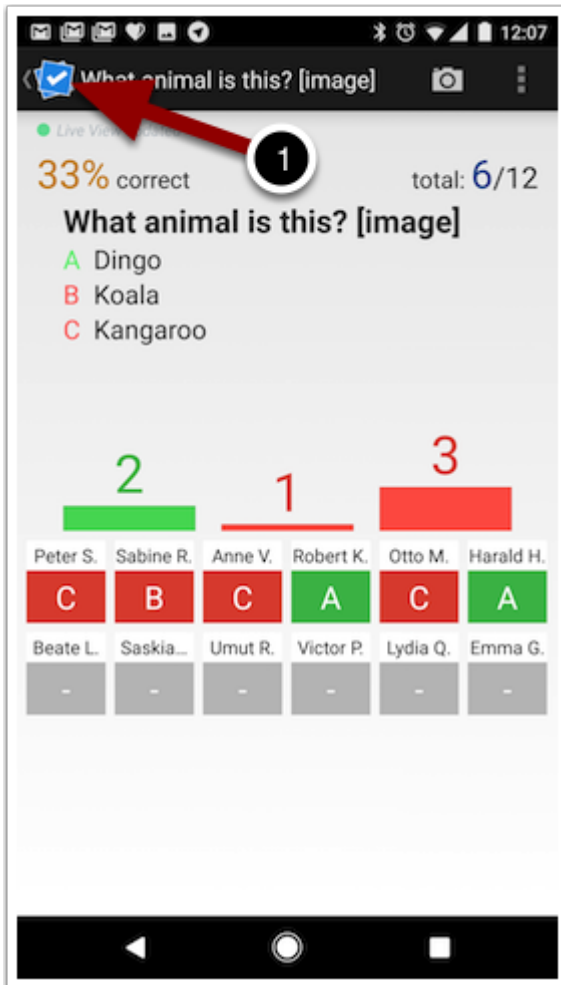 12:07
What animal is this? [image]
Live View
1
33% correct
total: 6/12
What animal is this? [image]
A Dingo
B Koala
C Kangaroo
2
1
3
Peter S. Sabine R. Anne V. Robert K. Otto M. Harald H.
C B C A C A
Beate L. Saskia... Umut R. Victor P. Lydia Q. Emma G.
- - - - - -